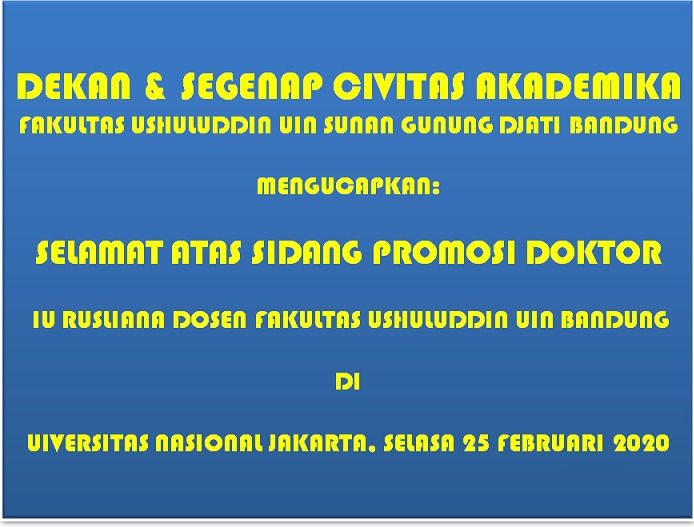 DEKAN & SEGENAP CIVITAS AKADEMIKA
FAKULTAS USHULUDDIN UIN SUNAN GUNUNG DJATI BANDUNG
MENGUCAPKAN:
SELAMAT ATAS SIDANG PROMOSI DOKTOR
IU RUSLIANA DOSEN FAKULTAS USHULUDDIN UIN BANDUNG
DI
UIVERSITAS NASIONAL JAKARTA, SELASA 25 FEBRUARI 2020